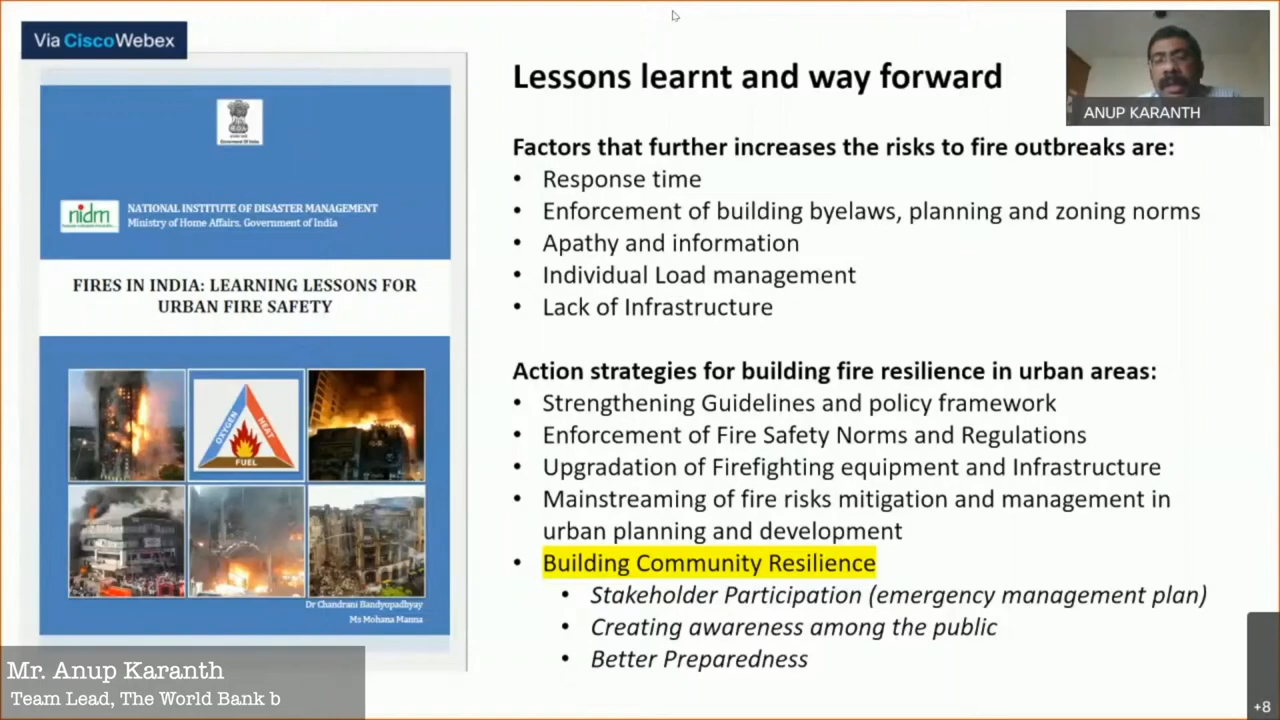 Via Cisco Webex
NATIONAL INSTITUTE OF DISASTER MANAGEMENT
nidm
Ministry of Home Affairs, Government of India
FIRES IN INDIA: LEARNING LESSONS FOR
URBAN FIRE SAFETY
OXYGEN
HEAT
FUEL
Dr Chandrani Bandyopadhyay
Ms Mohana Manna
Lessons learnt and way forward
ANUP KARANTH
Factors that further increases the risks to fire outbreaks are:
• Response time
• Enforcement of building byelaws, planning and zoning norms
• Apathy and information
• Individual Load management
• Lack of Infrastructure
Action strategies for building fire resilience in urban areas:
• Strengthening Guidelines and policy framework
• Enforcement of Fire Safety Norms and Regulations
• Upgradation of Firefighting equipment and Infrastructure
• Mainstreaming of fire risks mitigation and management in
urban planning and development
• Building Community Resilience
• Stakeholder Participation (emergency management plan)
• Creating awareness among the public
• Better Preparedness
Mr. Anup Karanth
Team Lead, The World Bank b
+8